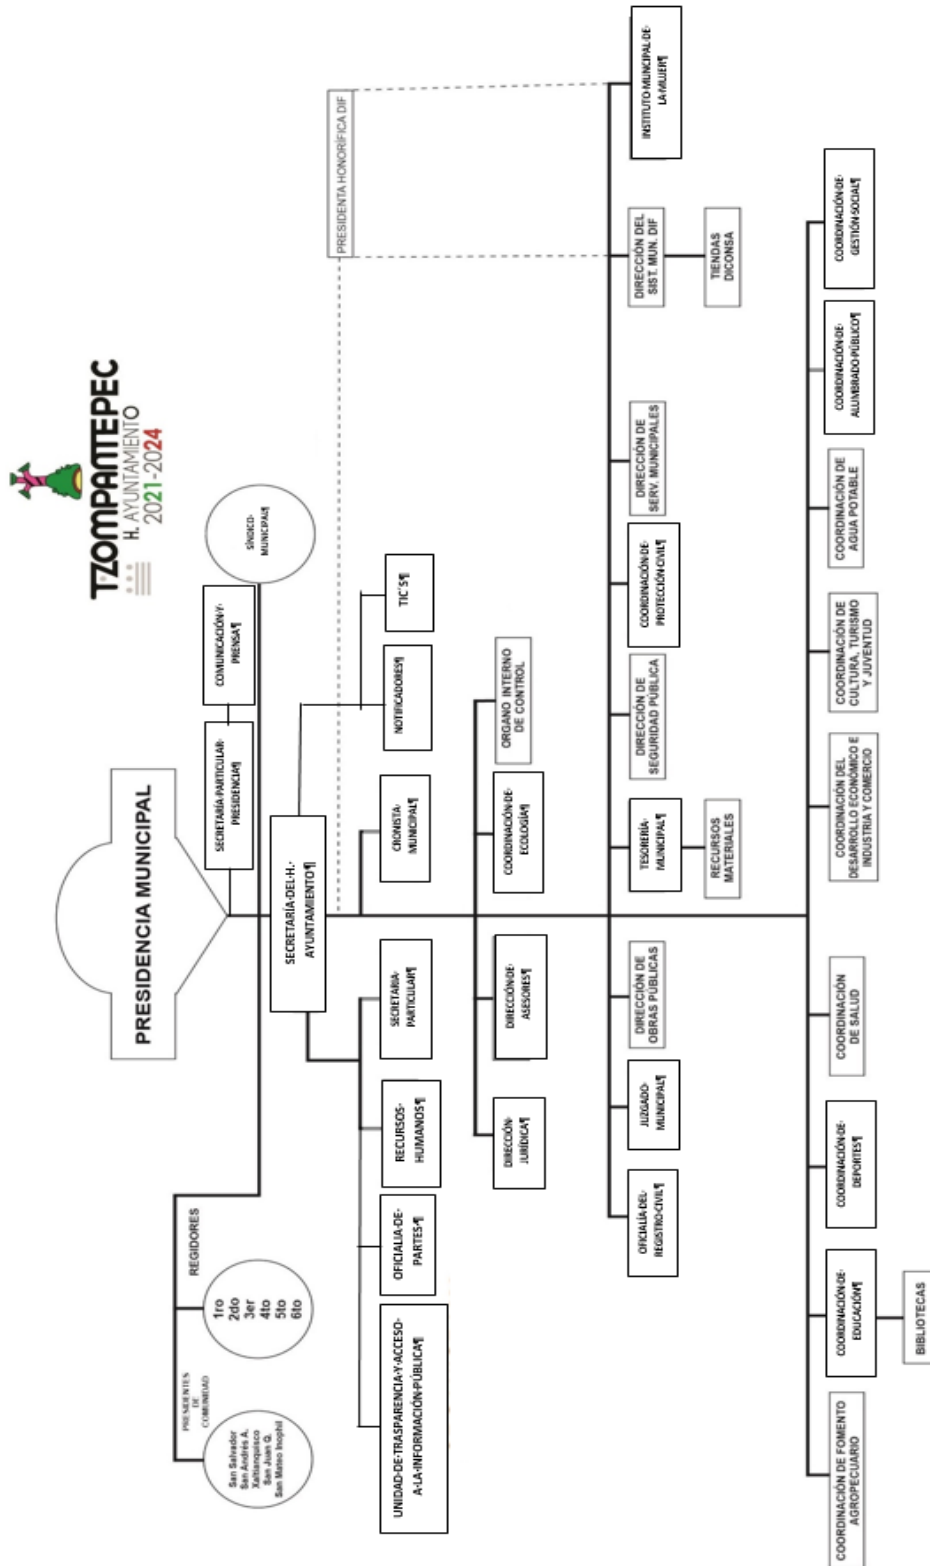 TZOMPANTEPEC
H. AYUNTAMIENTO
2021-2024
PRESIDENCIA MUNICIPAL
SECRETARÍA·PARTICULAR·
PRESIDENCIA¶
COMUNICACIÓN·Y·
PRENSA¶
SÍNDICO·
MUNICIPAL¶
PRESIDENTES
DE
COMUNIDAD
San Salvador
San Andrés A.
Xaltianquisco
San Juan Q.
San Mateo Inophil
REGIDORES
1ro
2do
3er
4to
5to
6to
SECRETARÍA·DEL·H.·
AYUNTAMIENTO¶
PRESIDENTA HONORÍFICA DIF
UNIDAD·DE·TRASPARENCIA·Y·ACCESO·
A·LA·INFORMACIÓN·PÚBLICA¶
OFICIALIA·DE·
PARTES·¶
RECURSOS·
HUMANOS¶
SECRETARIA·
PARTICULAR¶
CRONISTA·
MUNICIPAL¶
NOTIFICADORES¶
TIC´S¶
DIRECCIÓN·
JURÍDICA¶
DIRECCIÓN·DE·
ASESORES¶
COORDINACIÓN·DE·
ECOLOGÍA¶
ORGANO INTERNO
DE CONTROL
OFICIALÍA·DEL·
REGISTRO·CIVIL¶
JUZGADO·
MUNICIPAL¶
DIRECCIÓN DE
OBRAS PÚBLICAS
TESORERÍA·
MUNICIPAL¶
RECURSOS
MATERIALES
DIRECCIÓN DE
SEGURIDAD PÚBLICA
COORDINACIÓN·DE·
PROTECCIÓN·CIVIL¶
DIRECCIÓN DE
SERV. MUNICIPALES
DIRECCIÓN DEL
SIST. MUN. DIF
TIENDAS
DICONSA
INSTITUTO·MUNCIPAL·DE·
LA·MUJER¶
COORDINACIÓN DE FOMENTO
AGROPECUARIO
COORDINACIÓN·DE·
EDUCACIÓN¶
BIBLIOTECAS
COORDINACIÓN·DE·
DEPORTES¶
COORDINACIÓN
DE SALUD
COORDINACIÓN DEL
DESARROLLO ECONÓMICO E
INDUSTRIA Y COMERCIO
COORDINACIÓN DE
CULTURA, TURISMO
Y JUVENTUD
COORDINACIÓN DE
AGUA POTABLE
COORDINACIÓN·DE·
ALUMBRADO·PÚBLICO¶
COORDINACIÓN·DE·
GESTIÓN·SOCIAL¶